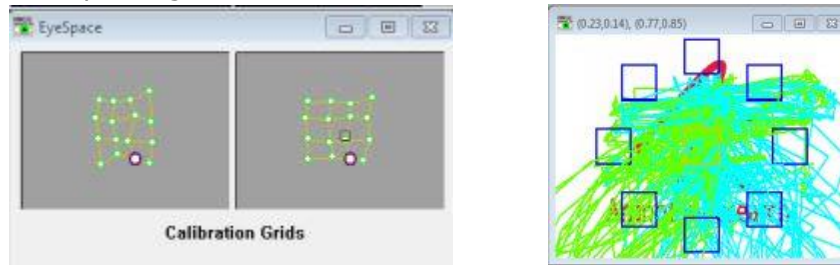 EyeSpace
(0.23,0.14), (0.77,0.85)
Calibration Grids